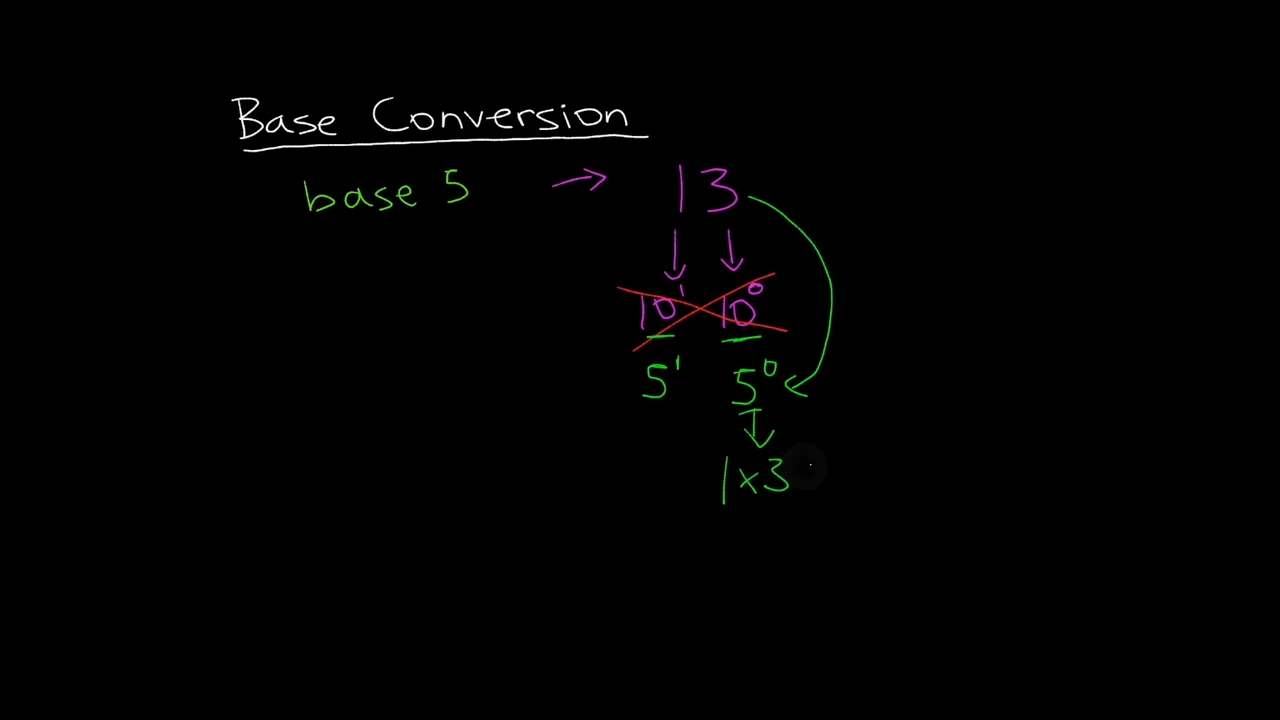 Base Conversion
base 5 → 13
10¹ 10⁰
5¹ 5⁰
1×3